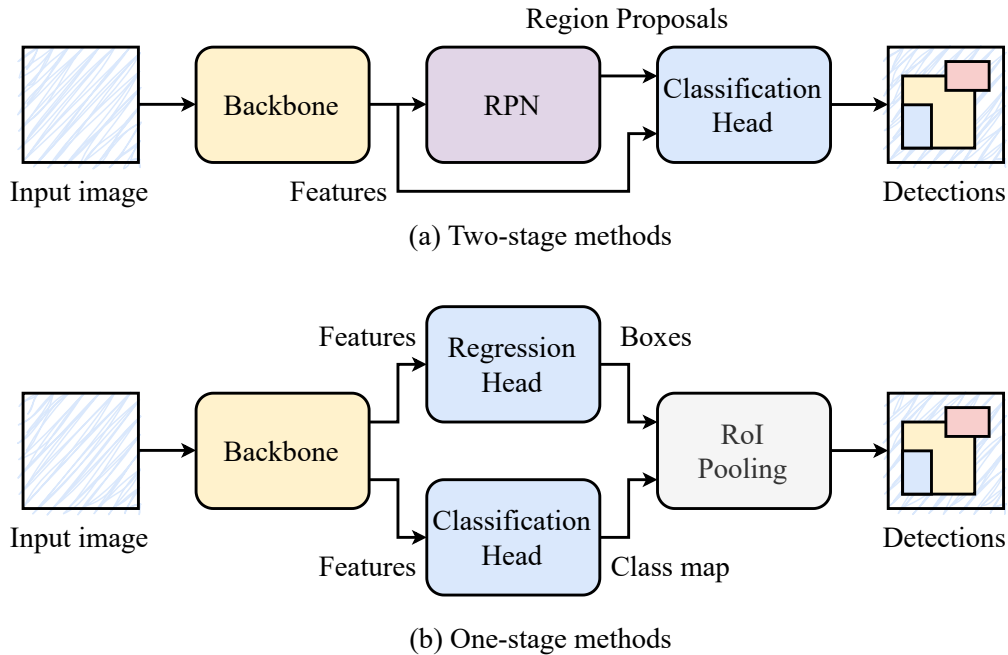 Region Proposals
Backbone
RPN
Classification
Head
Input image
Features
Detections
(a) Two-stage methods
Features
Regression
Head
Boxes
Backbone
RoI
Pooling
Input image
Classification
Head
Detections
Features
Class map
(b) One-stage methods